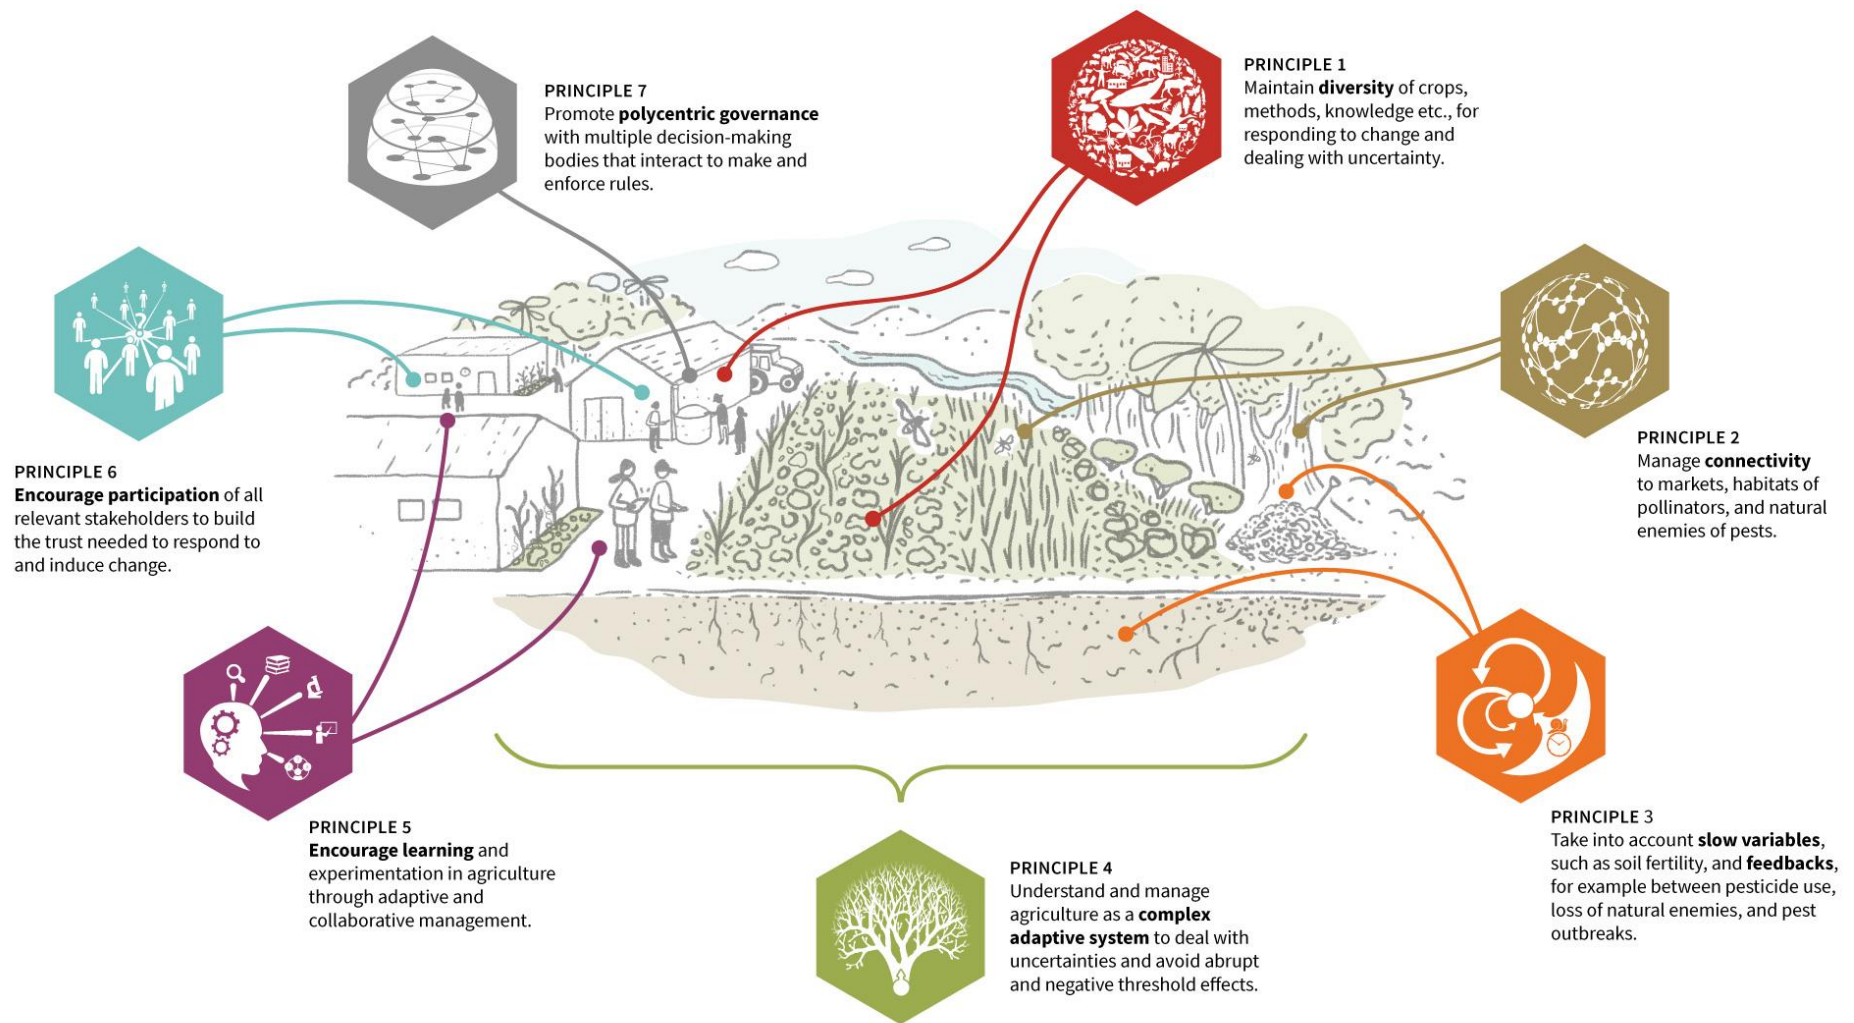 PRINCIPLE 1
Maintain diversity of crops,
methods, knowledge etc., for
responding to change and
dealing with uncertainty.
PRINCIPLE 2
Manage connectivity
to markets, habitats of
pollinators, and natural
enemies of pests.
PRINCIPLE 3
Take into account slow variables,
such as soil fertility, and feedbacks,
for example between pesticide use,
loss of natural enemies, and pest
outbreaks.
PRINCIPLE 4
Understand and manage
agriculture as a complex
adaptive system to deal with
uncertainties and avoid abrupt
and negative threshold effects.
PRINCIPLE 5
Encourage learning and
experimentation in agriculture
through adaptive and
collaborative management.
PRINCIPLE 6
Encourage participation of all
relevant stakeholders to build
the trust needed to respond to
and induce change.
PRINCIPLE 7
Promote polycentric governance
with multiple decision-making
bodies that interact to make and
enforce rules.
?